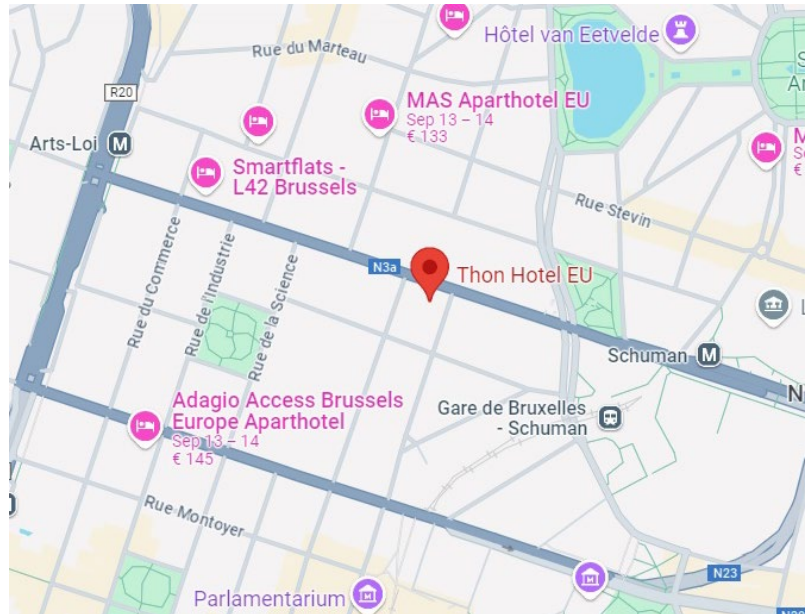 Rue du Marteau
Hôtel van Eetvelde
R20
MAS Aparthotel EU
Sep 13 – 14
€ 133
Arts-Loi M
Smartflats -
L42 Brussels
Rue Stevin
N3a
Thon Hotel EU
Rue du Commerce
Rue de l'Industrie
Rue de la Science
Schuman M
Adagio Access Brussels
Europe Aparthotel
Sep 13 – 14
€ 145
Gare de Bruxelles
- Schuman
Rue Montoyer
N23
Parlamentarium